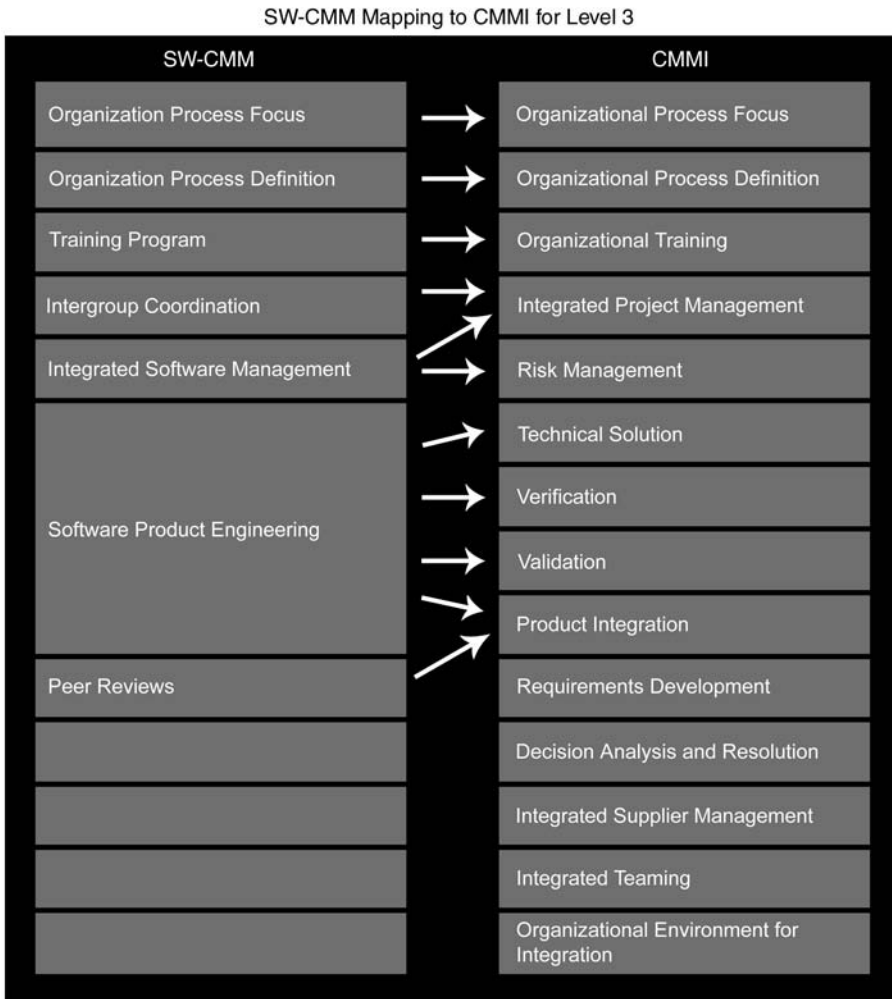 SW-CMM Mapping to CMMI for Level 3
SW-CMM
CMMI
Organization Process Focus
Organizational Process Focus
Organization Process Definition
Organizational Process Definition
Training Program
Organizational Training
Intergroup Coordination
Integrated Project Management
Integrated Software Management
Risk Management
Software Product Engineering
Technical Solution
Verification
Validation
Product Integration
Peer Reviews
Requirements Development
Decision Analysis and Resolution
Integrated Supplier Management
Integrated Teaming
Organizational Environment for
Integration